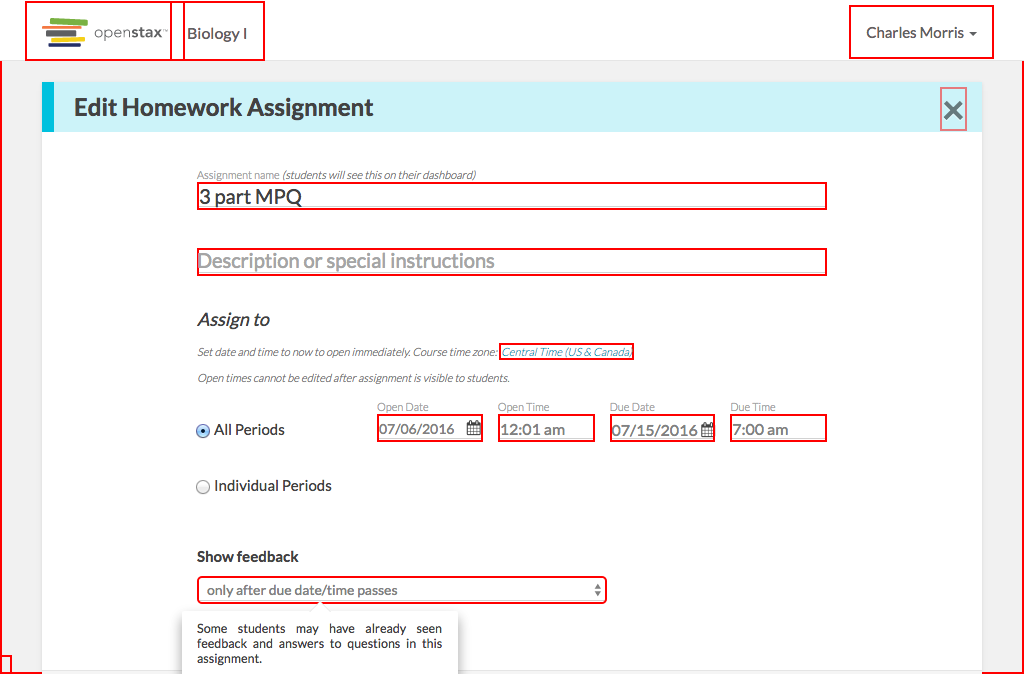 openstax™
Biology I
Charles Morris
Edit Homework Assignment
Assignment name (students will see this on their dashboard)
3 part MPQ
Description or special instructions
Assign to
Set date and time to now to open immediately. Course time zone: Central Time (US & Canada)
Open times cannot be edited after assignment is visible to students.
Open Date Open Time Due Date Due Time
All Periods 07/06/2016 12:01 am 07/15/2016 7:00 am
Individual Periods
Show feedback
only after due date/time passes
Some students may have already seen
feedback and answers to questions in this
assignment.